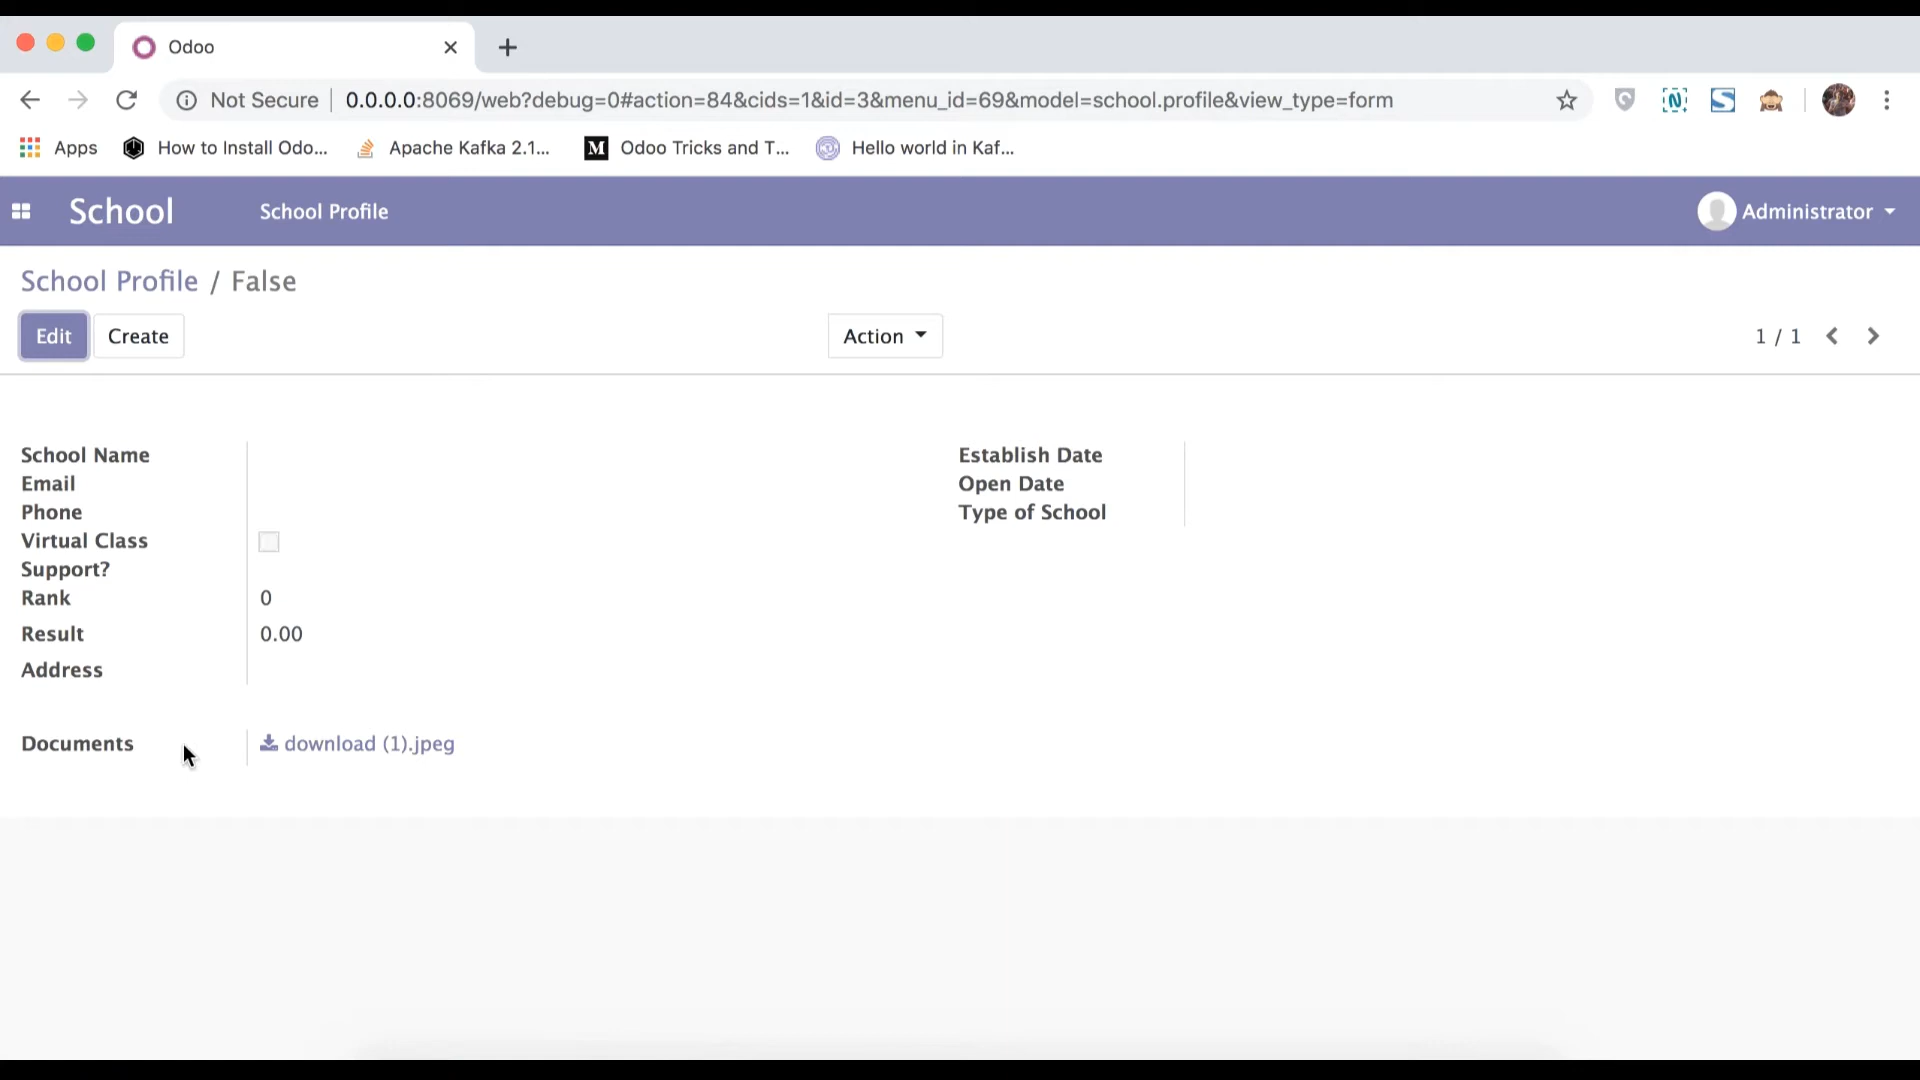 Odoo
Not Secure 0.0.0.0:8069/web?debug=0#action=84&cids=1&id=3&menu_id=69&model=school.profile&view_type=form
Apps How to Install Odo... Apache Kafka 2.1... Odoo Tricks and T... Hello world in Kaf...
School School Profile Administrator
School Profile / False
Edit Create Action 1 / 1
School Name
Email
Phone
Virtual Class
Support?
Rank 0
Result 0.00
Address
Establish Date
Open Date
Type of School
Documents download (1).jpeg